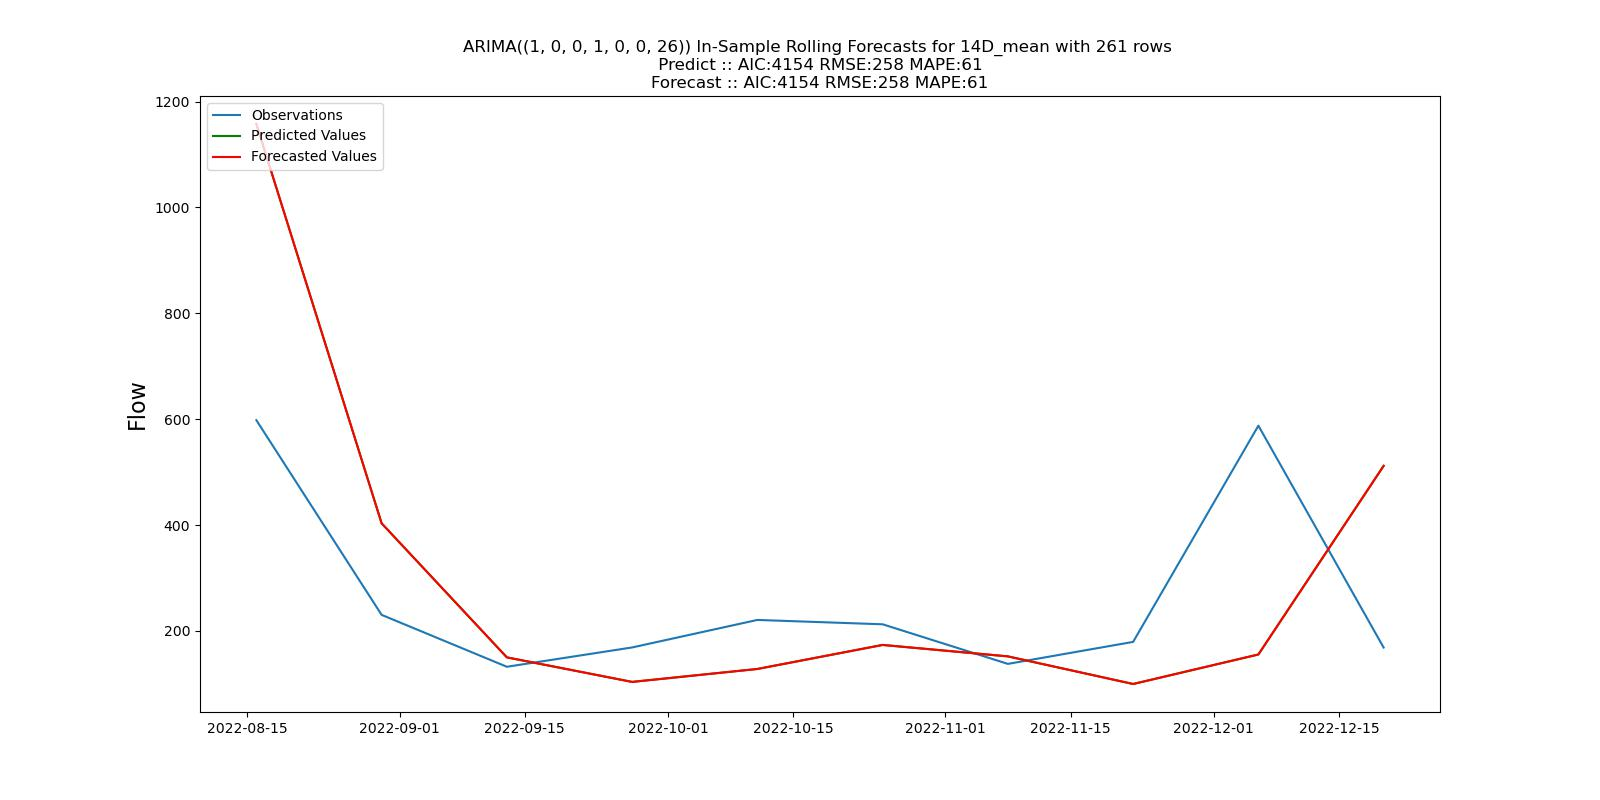 ARIMA((1, 0, 0, 1, 0, 0, 26)) In-Sample Rolling Forecasts for 14D_mean with 261 rows
Predict :: AIC:4154 RMSE:258 MAPE:61
Forecast :: AIC:4154 RMSE:258 MAPE:61
Observations
Predicted Values
Forecasted Values
1200
1000
800
600
400
200
Flow
2022-08-15
2022-09-01
2022-09-15
2022-10-01
2022-10-15
2022-11-01
2022-11-15
2022-12-01
2022-12-15